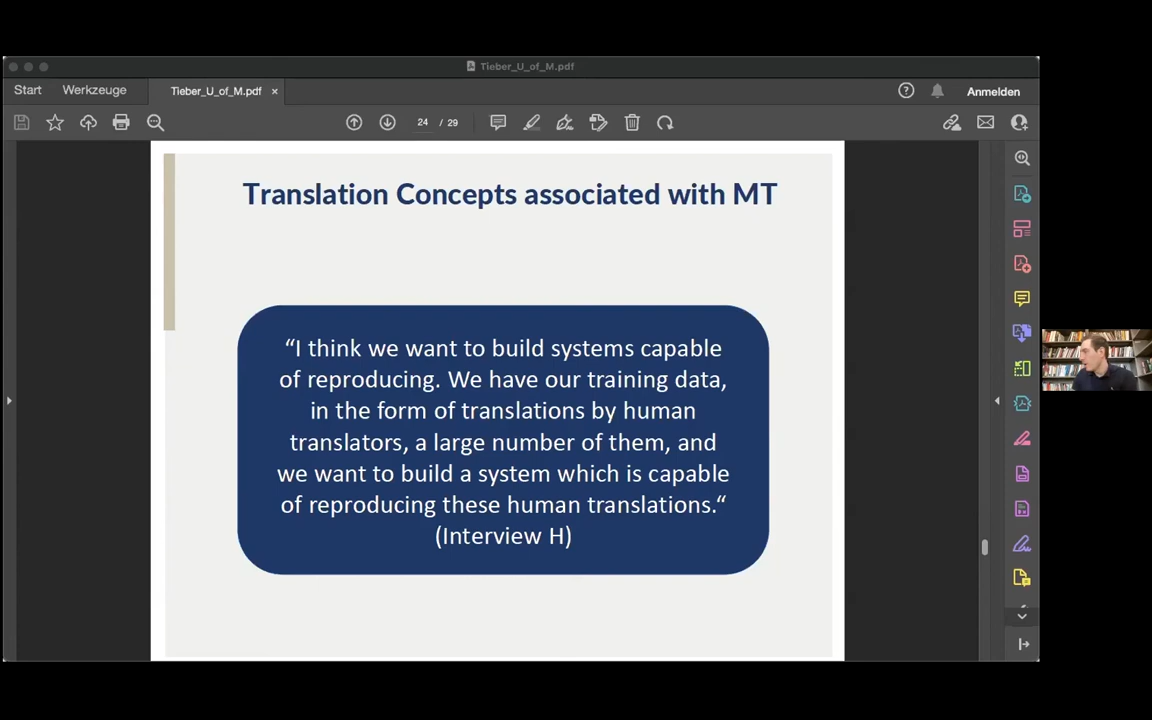 Tieber_U_of_M.pdf
Start Werkzeuge Tieber_U_of_M.pdf × Anmelden
24 / 29
Translation Concepts associated with MT
“I think we want to build systems capable
of reproducing. We have our training data,
in the form of translations by human
translators, a large number of them, and
we want to build a system which is capable
of reproducing these human translations.“
(Interview H)